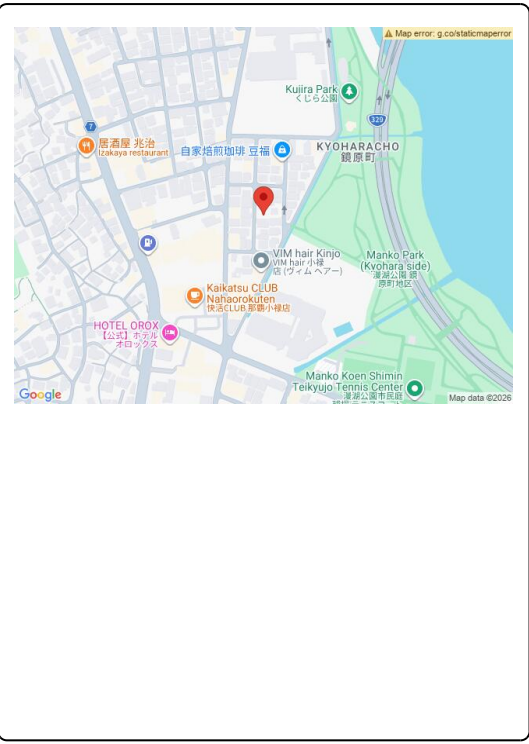 Map error: g.co/staticmaperror
Kujira Park
くじら公園
329
7
居酒屋 兆治
Izakaya restaurant
自家焙煎珈琲 豆福
KYOHARACHO
鏡原町
VIM hair Kinjo
VIM hair 小禄
店 (ヴィム ヘアー)
Manko Park
(Kyohara side)
漫湖公園 鏡
原町地区
Kaikatsu CLUB
Nahaorokuten
快活CLUB 那覇小禄店
HOTEL OROX
【公式】ホテル
オロックス
Manko Koen Shimin
Teikyujo Tennis Center
漫湖公園市民庭
Google
Map data ©2026